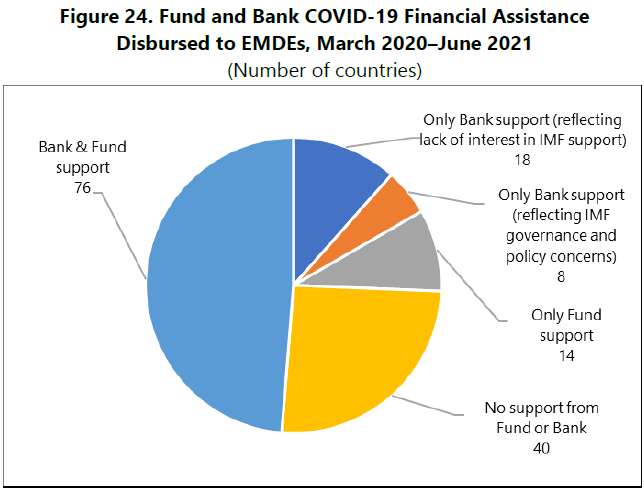 Figure 24. Fund and Bank COVID-19 Financial Assistance
Disbursed to EMDEs, March 2020–June 2021
(Number of countries)
Bank & Fund
support
76
Only Bank support (reflecting
lack of interest in IMF support)
18
Only Bank support
(reflecting IMF
governance and
policy concerns)
8
Only Fund
support
14
No support from
Fund or Bank
40